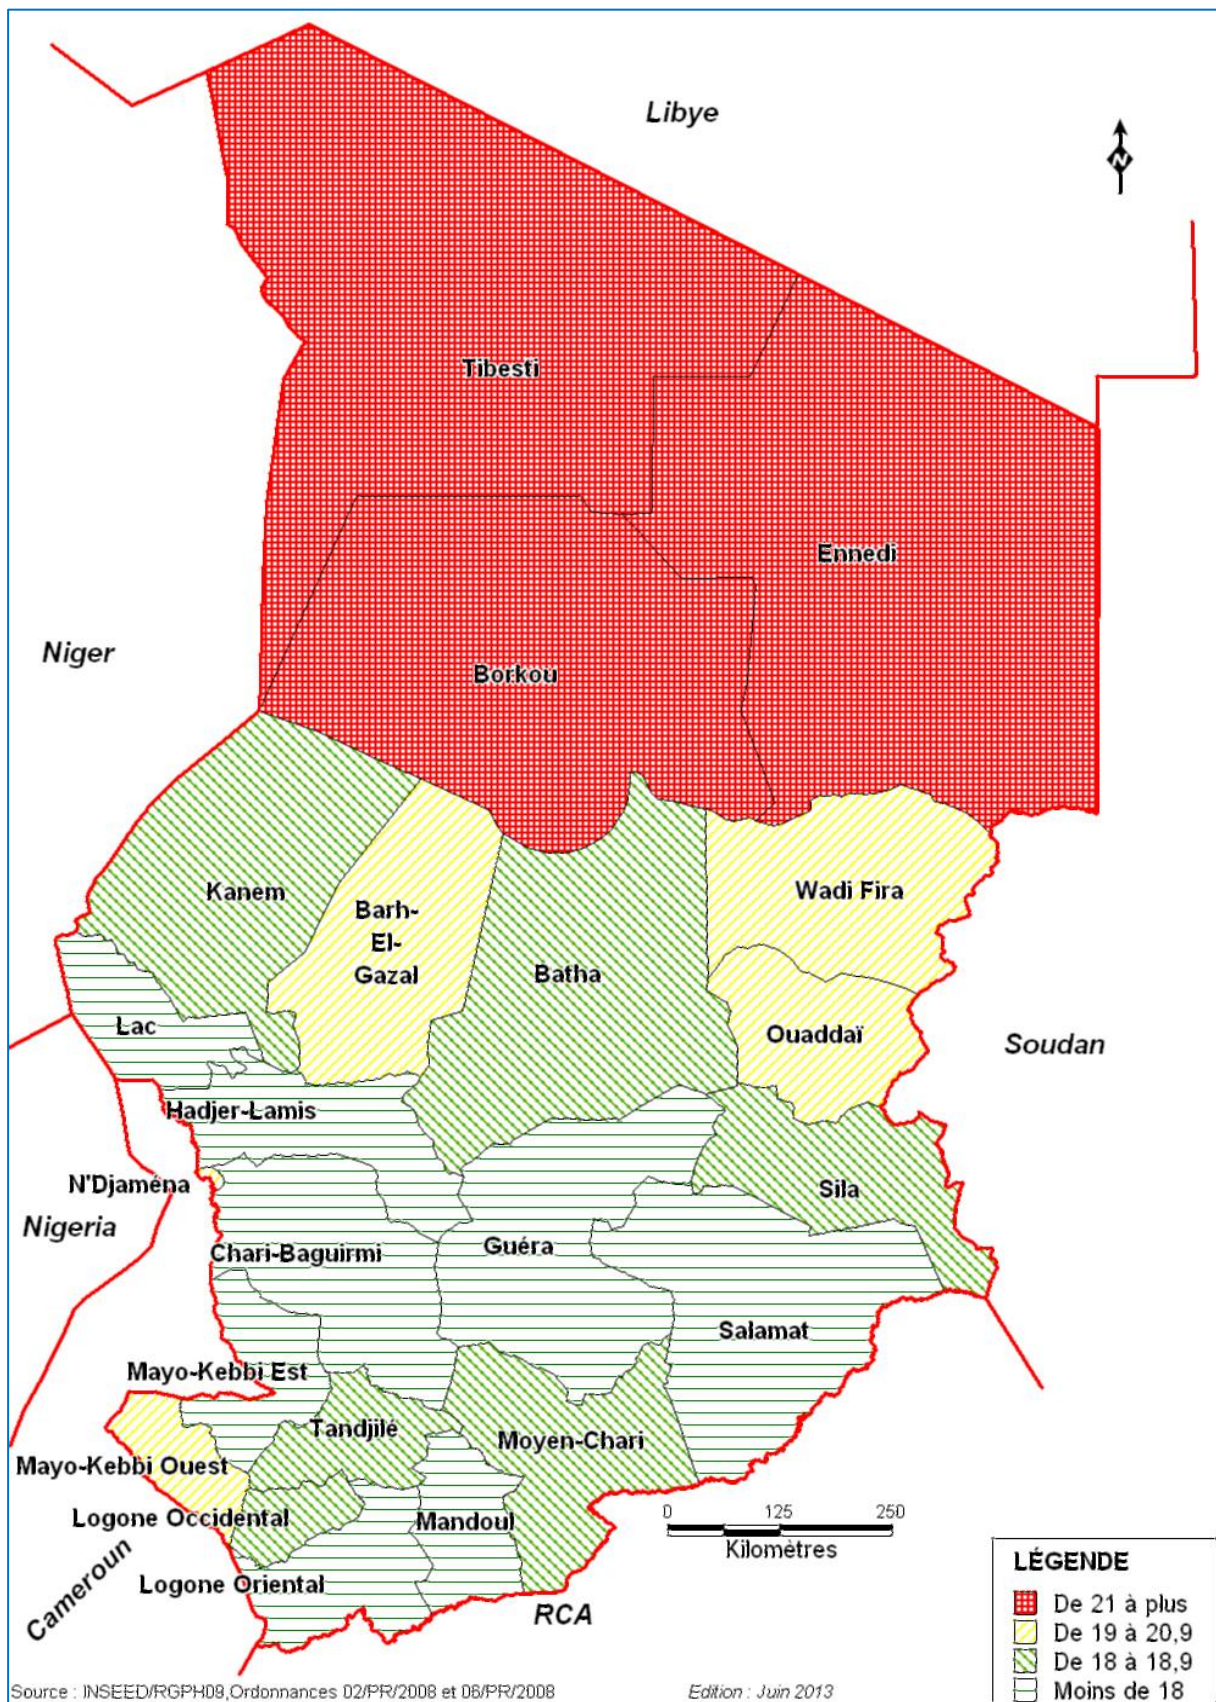 Libye
N
Tibesti
Ennedi
Niger
Borkou
Kanem
Wadi Fira
Barh-
El-
Gazal
Batha
Lac
Ouaddaï
Soudan
Hadjer-Lamis
N'Djaména
Sila
Nigeria
Chari-Baguirmi
Guéra
Salamat
Mayo-Kebbi Est
Tandjilé
Moyen-Chari
Mayo-Kebbi Ouest
Logone Occidental
Mandoul
0 125 250
Kilomètres
Logone Oriental
Cameroun
RCA
LÉGENDE
De 21 à plus
De 19 à 20,9
De 18 à 18,9
Moins de 18
Source : INSEED/RGPH09,Ordonnances 02/PR/2008 et 06/PR/2008
Edition : Juin 2013